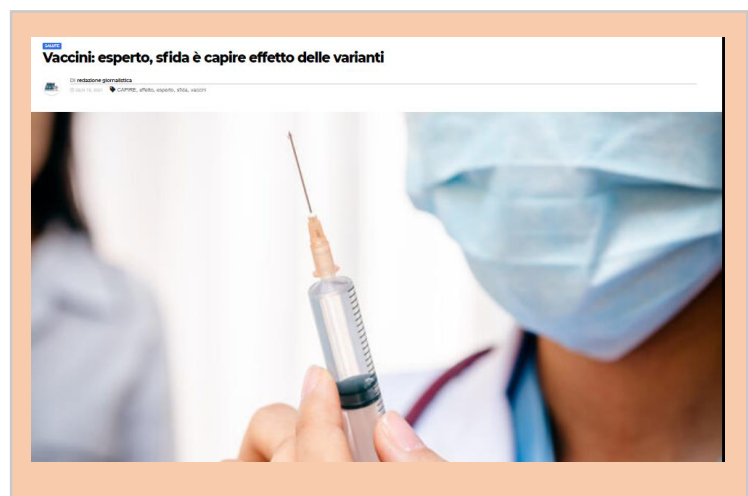 SALUTE
Vaccini: esperto, sfida è capire effetto delle varianti
Di redazione giornalistica
CAPIRE, effetto, esperto, sfida, vaccini